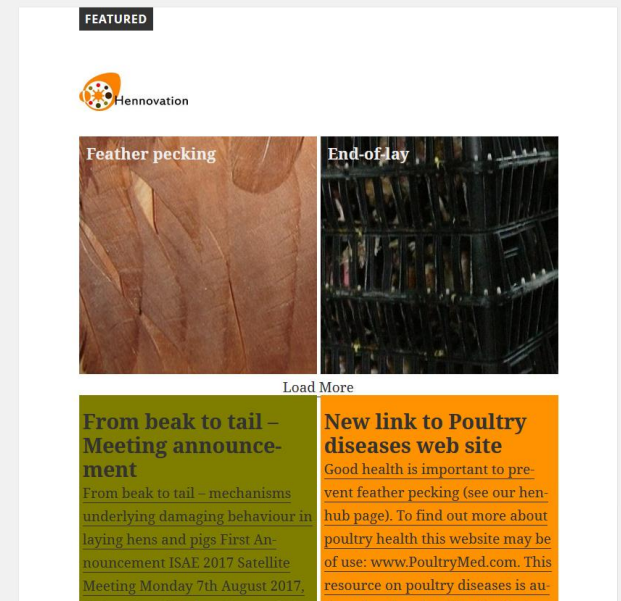 FEATURED
Hennovation
Feather pecking
End-of-lay
Load More
From beak to tail –
Meeting announce-
ment
From beak to tail – mechanisms
underlying damaging behaviour in
laying hens and pigs First An-
nouncement ISAE 2017 Satellite
Meeting Monday 7th August 2017,
New link to Poultry
diseases web site
Good health is important to pre-
vent feather pecking (see our hen-
hub page). To find out more about
poultry health this website may be
of use: www.PoultryMed.com. This
resource on poultry diseases is au-